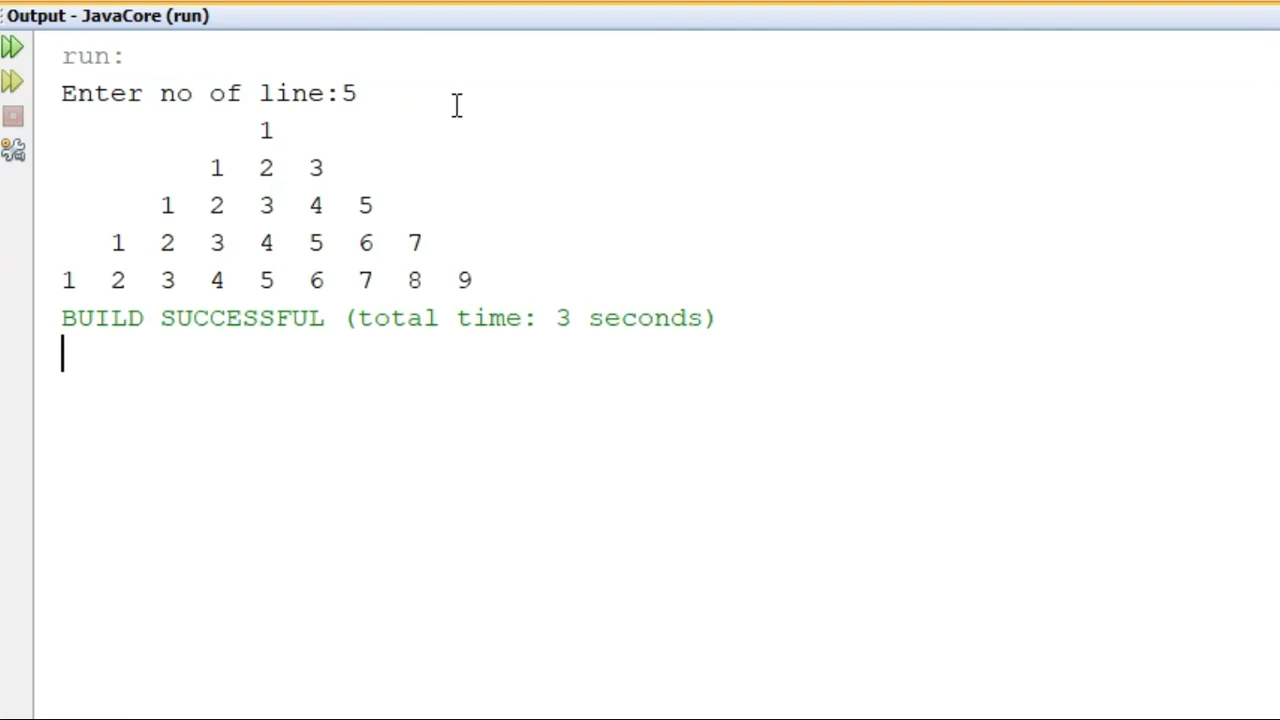 Output - JavaCore (run)
run:
Enter no of line:5
            1
         1  2  3
      1  2  3  4  5
   1  2  3  4  5  6  7
1  2  3  4  5  6  7  8  9
BUILD SUCCESSFUL (total time: 3 seconds)